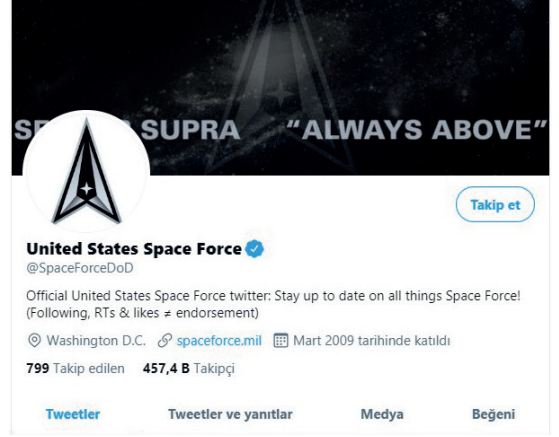 SUPRA “ALWAYS ABOVE”
Takip et
United States Space Force
@SpaceForceDoD
Official United States Space Force twitter: Stay up to date on all things Space Force!
(Following, RTs & likes ≠ endorsement)
Washington D.C. spaceforce.mil Mart 2009 tarihinde katıldı
799 Takip edilen 457,4 B Takipçi
Tweetler Tweetler ve yanıtlar Medya Beğeni